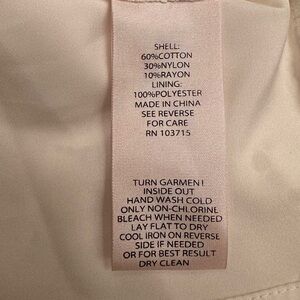 SHELL:
60%COTTON
30%NYLON
10%RAYON
LINING:
100%POLYESTER
MADE IN CHINA
SEE REVERSE
FOR CARE
RN 103715
TURN GARMENT
INSIDE OUT
HAND WASH COLD
ONLY NON-CHLORINE
BLEACH WHEN NEEDED
LAY FLAT TO DRY
COOL IRON ON REVERSE
SIDE IF NEEDED
OR FOR BEST RESULT
DRY CLEAN